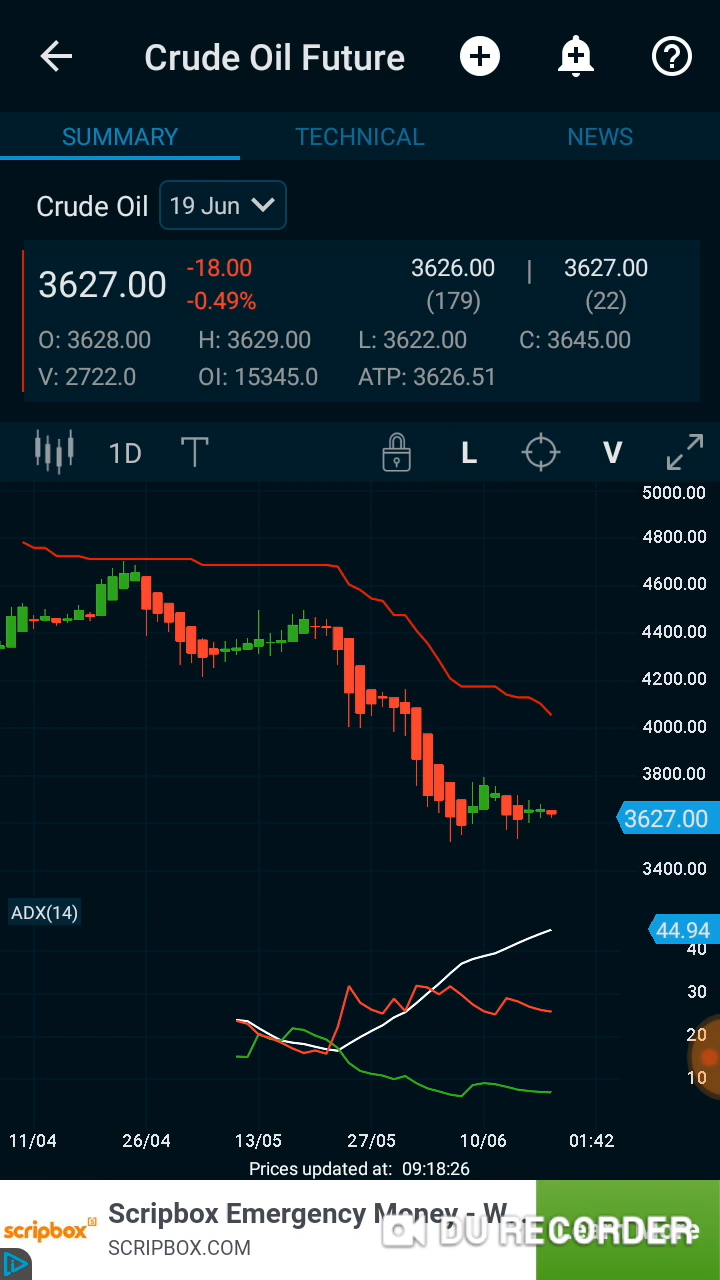 Crude Oil Future
SUMMARY TECHNICAL NEWS
Crude Oil 19 Jun
3627.00 -18.00 3626.00 | 3627.00
-0.49% (179) (22)
O: 3628.00 H: 3629.00 L: 3622.00 C: 3645.00
V: 2722.0 OI: 15345.0 ATP: 3626.51
1D T L V
5000.00
4800.00
4600.00
4400.00
4200.00
4000.00
3800.00
3627.00
3400.00
ADX(14)
44.94
40
30
20
10
11/04 26/04 13/05 27/05 10/06 01:42
Prices updated at: 09:18:26
Scripbox Emergency Money - W...
scripbox
SCRIPBOX.COM
Learn More
DU RECORDER